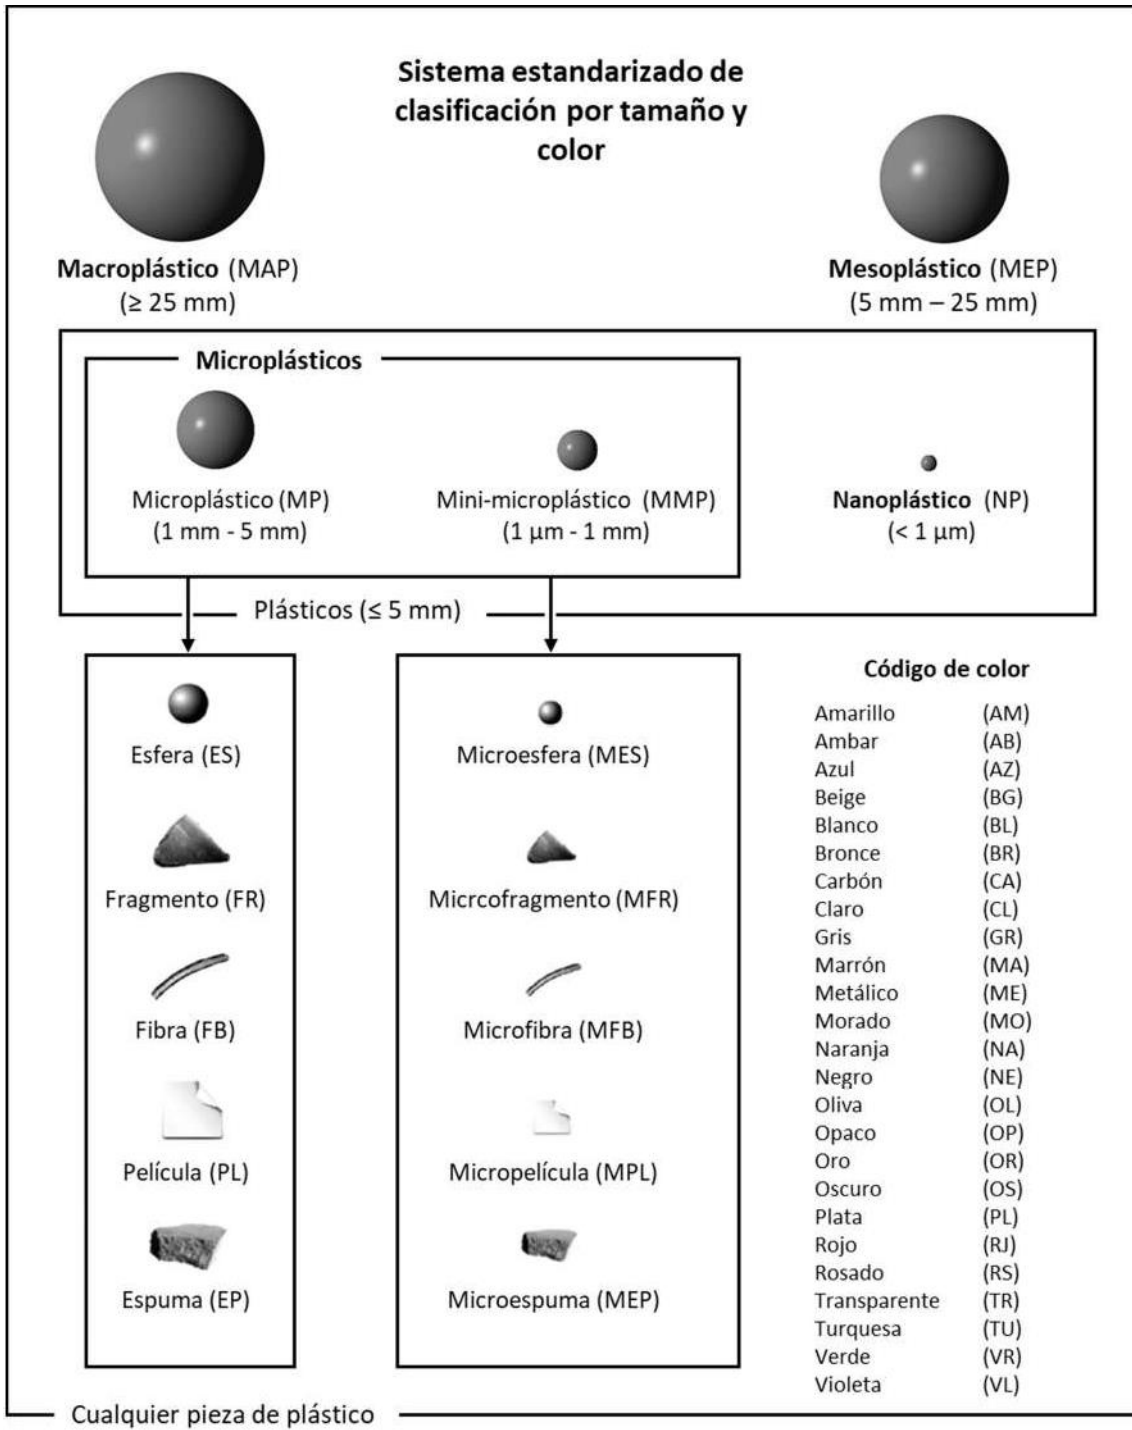 Sistema estandarizado de
clasificación por tamaño y
color
Macroplástico (MAP)
(≥ 25 mm)
Mesoplástico (MEP)
(5 mm – 25 mm)
Microplásticos
Microplástico (MP)
(1 mm - 5 mm)
Mini-microplástico (MMP)
(1 µm - 1 mm)
Nanoplástico (NP)
(< 1 µm)
Plásticos (≤ 5 mm)
Esfera (ES)
Fragmento (FR)
Fibra (FB)
Película (PL)
Espuma (EP)
Microesfera (MES)
Micrcofragmento (MFR)
Microfibra (MFB)
Micropelícula (MPL)
Microespuma (MEP)
Código de color
Amarillo (AM)
Ambar (AB)
Azul (AZ)
Beige (BG)
Blanco (BL)
Bronce (BR)
Carbón (CA)
Claro (CL)
Gris (GR)
Marrón (MA)
Metálico (ME)
Morado (MO)
Naranja (NA)
Negro (NE)
Oliva (OL)
Opaco (OP)
Oro (OR)
Oscuro (OS)
Plata (PL)
Rojo (RJ)
Rosado (RS)
Transparente (TR)
Turquesa (TU)
Verde (VR)
Violeta (VL)
Cualquier pieza de plástico